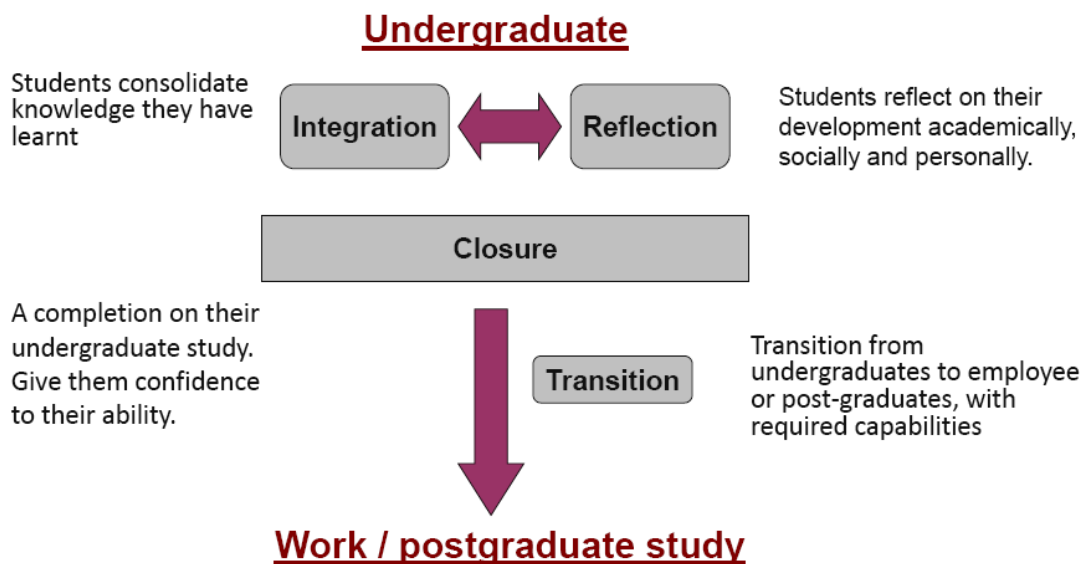 Undergraduate
Students consolidate
knowledge they have
learnt
Integration
Reflection
Students reflect on their
development academically,
socially and personally.
Closure
A completion on their
undergraduate study.
Give them confidence
to their ability.
Transition
Transition from
undergraduates to employee
or post-graduates, with
required capabilities
Work / postgraduate study